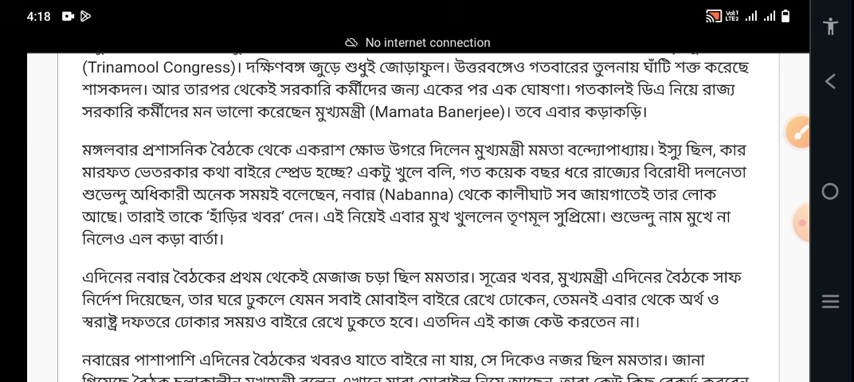 4:18
Vo1) LTE2
No internet connection
(Trinamool Congress)। দক্ষিণবঙ্গ জুড়ে শুধুই জোড়াফুল। উত্তরবঙ্গেও গতবারের তুলনায় ঘাঁটি শক্ত করেছে
শাসকদল। আর তারপর থেকেই সরকারি কর্মীদের জন্য একের পর এক ঘোষণা। গতকালই ডিএ নিয়ে রাজ্য
সরকারি কর্মীদের মন ভালো করেছেন মুখ্যমন্ত্রী (Mamata Banerjee)। তবে এবার কড়াকড়ি।
মঙ্গলবার প্রশাসনিক বৈঠকে থেকে একরাশ ক্ষোভ উগরে দিলেন মুখ্যমন্ত্রী মমতা বন্দ্যোপাধ্যায়। ইস্যু ছিল, কার
মারফত ভেতরকার কথা বাইরে স্প্রেড হচ্ছে? একটু খুলে বলি, গত কয়েক বছর ধরে রাজ্যের বিরোধী দলনেতা
শুভেন্দু অধিকারী অনেক সময়ই বলেছেন, নবান্ন (Nabanna) থেকে কালীঘাট সব জায়গাতেই তার লোক
আছে। তারাই তাকে ‘হাঁড়ির খবর’ দেন। এই নিয়েই এবার মুখ খুললেন তৃণমূল সুপ্রিমো। শুভেন্দু নাম মুখে না
নিলেও এল কড়া বার্তা।
এদিনের নবান্ন বৈঠকের প্রথম থেকেই মেজাজ চড়া ছিল মমতার। সূত্রের খবর, মুখ্যমন্ত্রী এদিনের বৈঠকে সাফ
নির্দেশ দিয়েছেন, তার ঘরে ঢুকলে যেমন সবাই মোবাইল বাইরে রেখে ঢোকেন, তেমনই এবার থেকে অর্থ ও
স্বরাষ্ট্র দফতরে ঢোকার সময়ও বাইরে রেখে ঢুকতে হবে। এতদিন এই কাজ কেউ করতেন না।
নবান্নের পাশাপাশি এদিনের বৈঠকের খবরও যাতে বাইরে না যায়, সে দিকেও নজর ছিল মমতার। জানা